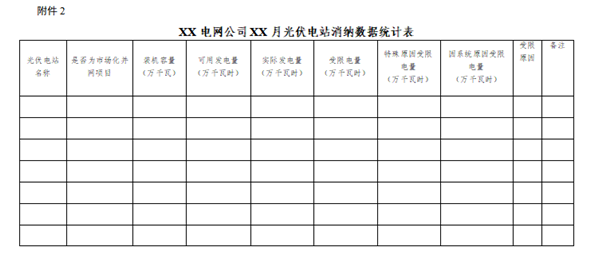 附件 2
XX 电网公司 XX 月光伏电站消纳数据统计表
光伏电站
名称
是否为市场化并
网项目
装机容量
（万千瓦）
可用发电量
（万千瓦时）
实际发电量
（万千瓦时）
受限电量
（万千瓦时）
特殊原因受限
电量
（万千瓦时）
因系统原因受限
电量
（万千瓦时）
受限
原因
备注